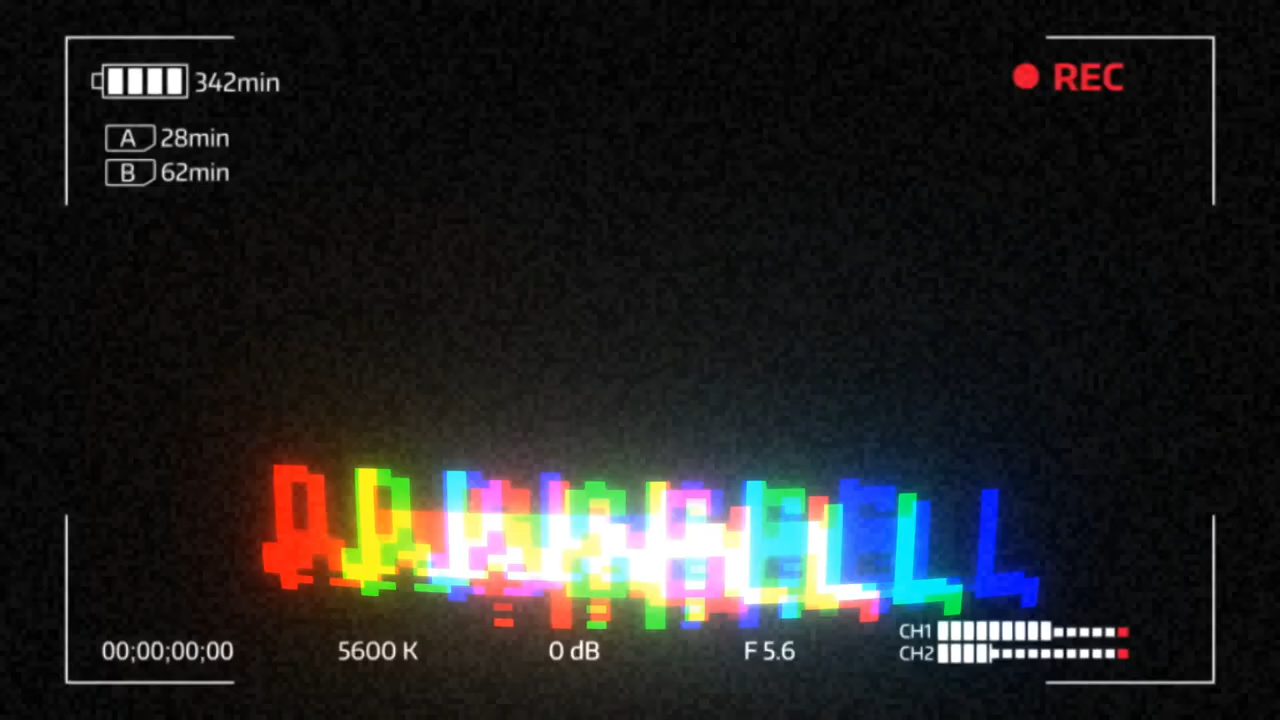 342min
REC
A 28min
B 62min
00;00;00;00
5600 K
0 dB
F 5.6
CH1
CH2